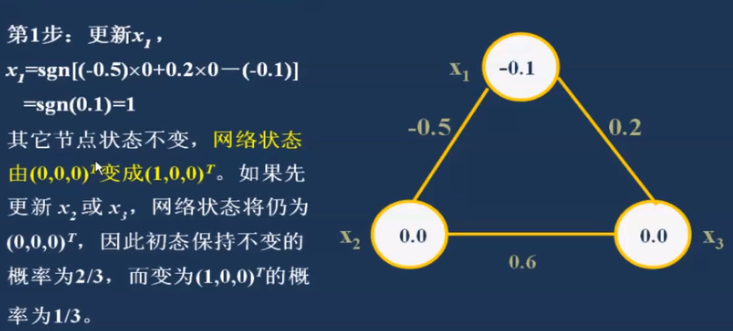 第1步：更新x₁，
x₁=sgn[(-0.5)×0+0.2×0－(-0.1)]
=sgn(0.1)=1
其它节点状态不变，网络状态
由(0,0,0)ᵀ变成(1,0,0)ᵀ。如果先
更新 x₂或 x₃，网络状态将仍为
(0,0,0)ᵀ，因此初态保持不变的
概率为2/3，而变为(1,0,0)ᵀ的概
率为1/3。
x₁
-0.1
-0.5
0.2
x₂
0.0
0.6
0.0
x₃